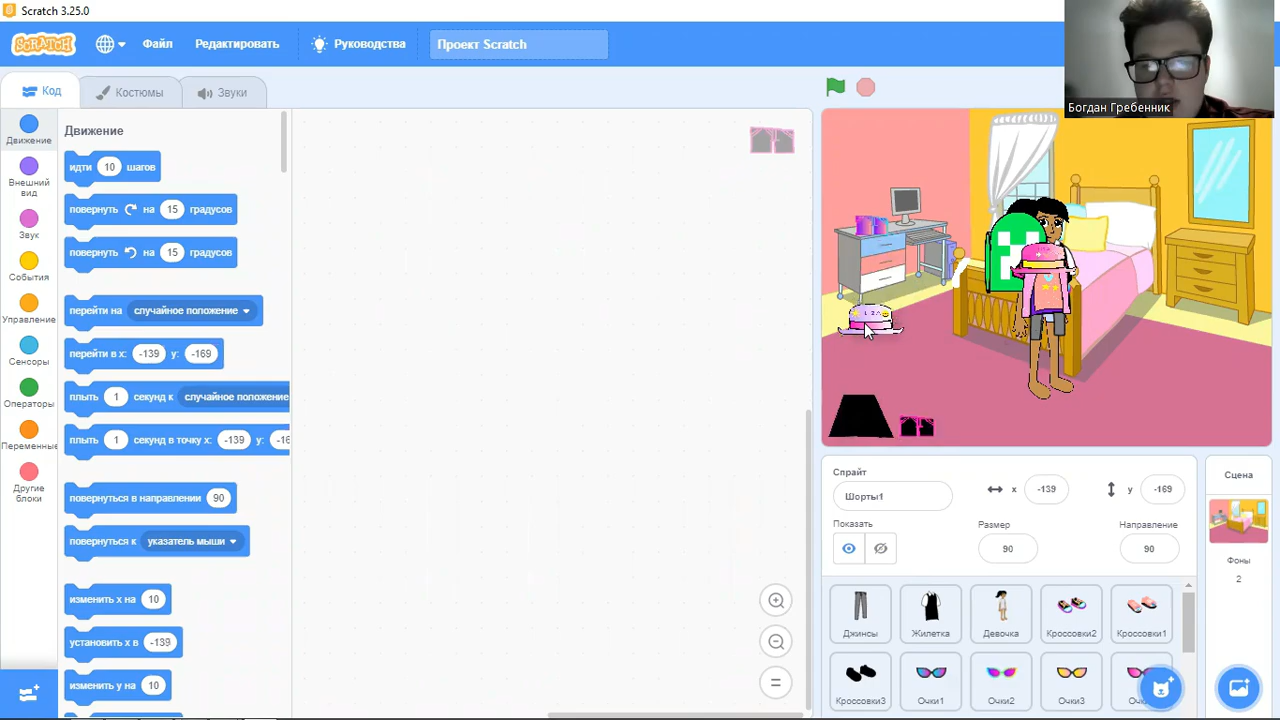 Scratch 3.25.0
SCRATCH
Файл
Редактировать
Руководства
Проект Scratch
Богдан Гребенник
Код
Костюмы
Звуки
Движение
Внешний вид
Звук
События
Управление
Сенсоры
Операторы
Переменные
Другие блоки
Движение
идти 10 шагов
повернуть на 15 градусов
повернуть на 15 градусов
перейти на случайное положение
перейти в x: -139 y: -169
плыть 1 секунд к случайное положение
плыть 1 секунд в точку x: -139 y: -16
повернуться в направлении 90
повернуться к указатель мыши
изменить x на 10
установить x в -139
изменить y на 10
Спрайт
Шорты1
x -139
y -169
Показать
Размер
90
Направление
90
Сцена
Фоны
2
Джинсы
Жилетка
Девочка
Кроссовки2
Кроссовки1
Кроссовки3
Очки1
Очки2
Очки3